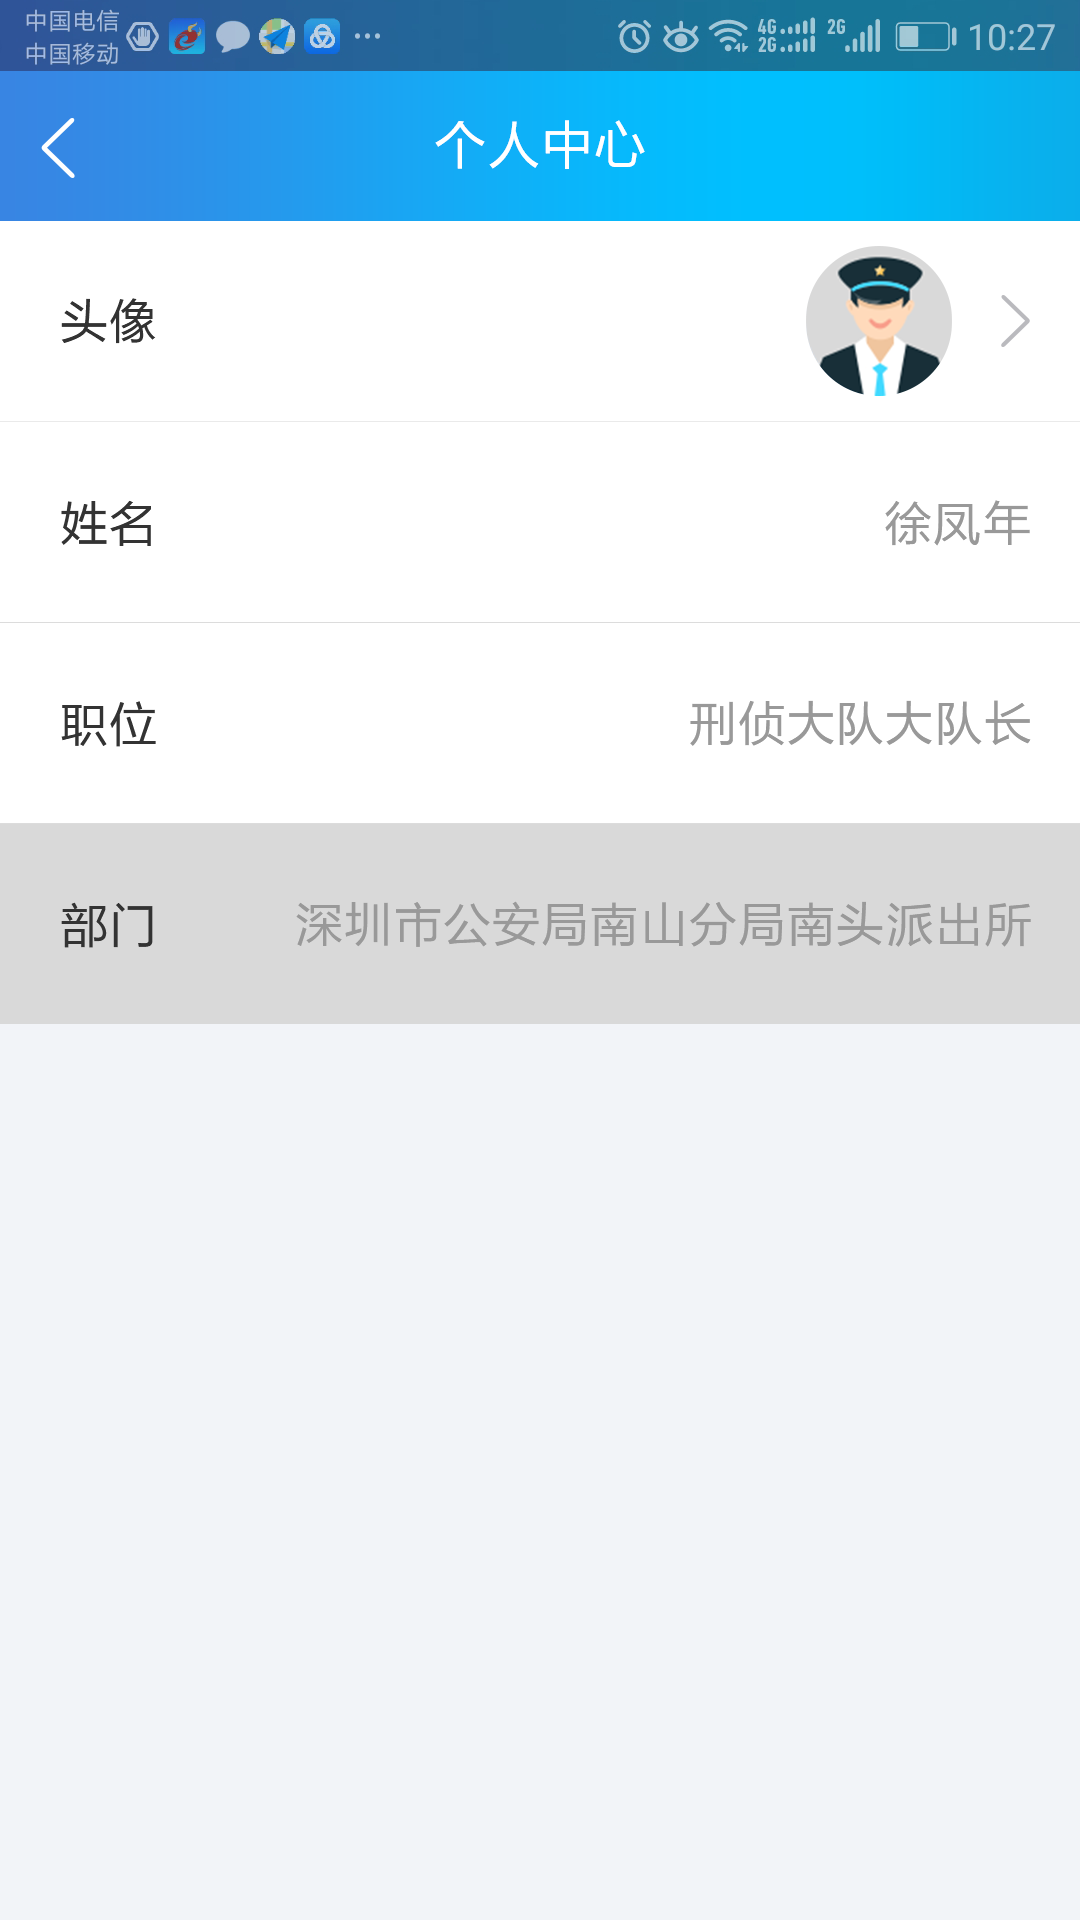 中国电信
中国移动
4G
2G
2G
10:27
个人中心
头像
姓名
徐凤年
职位
刑侦大队大队长
部门
深圳市公安局南山分局南头派出所